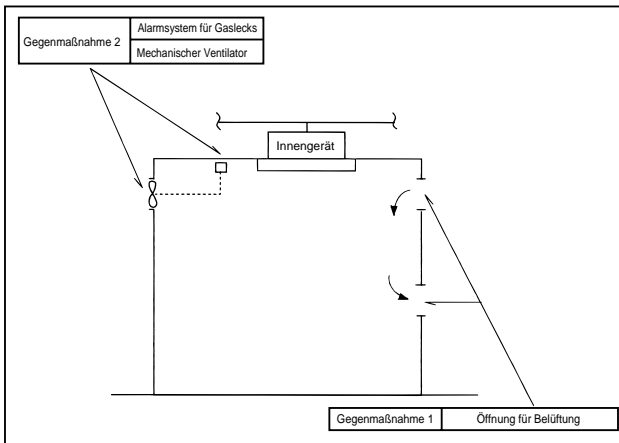 Gegenmaßnahme 2
Alarmsystem für Gaslecks
Mechanischer Ventilator
Innengerät
Gegenmaßnahme 1
Öffnung für Belüftung